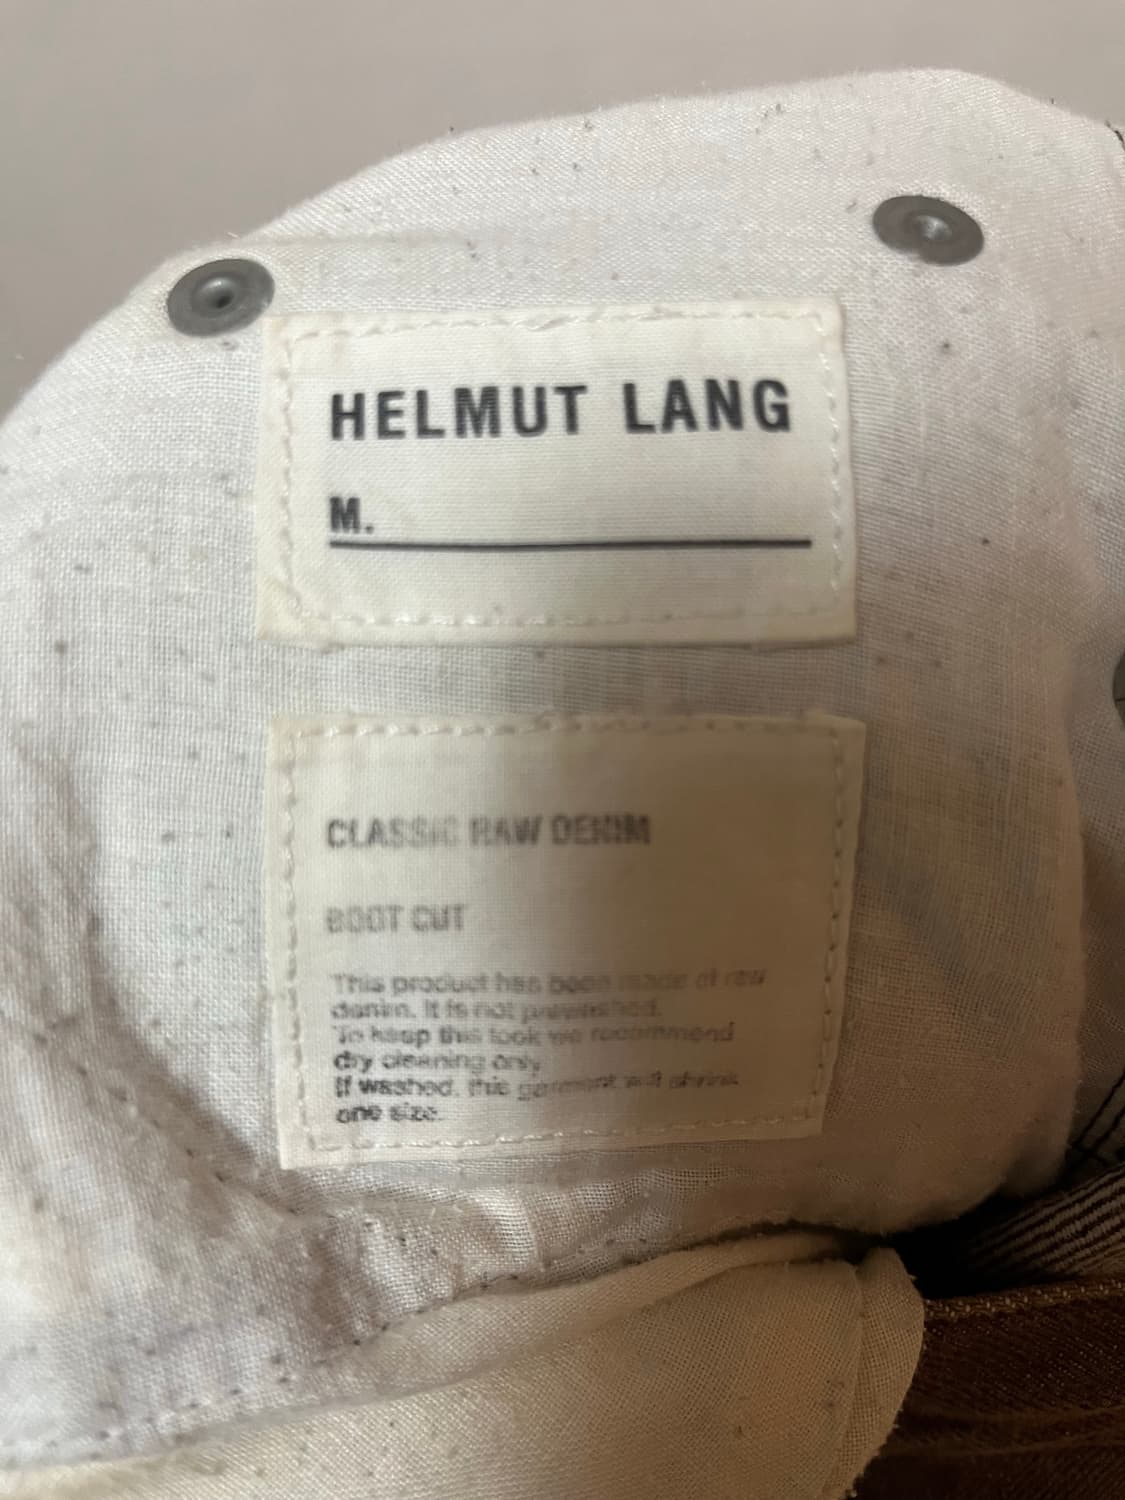 HELMUT LANG
M.
CLASSIC RAW DENIM
BOOT CUT
This product has been made of raw
denim. It is not prewashed.
To keep this look we recommend
dry cleaning only.
If washed, this garment will shrink
one size.